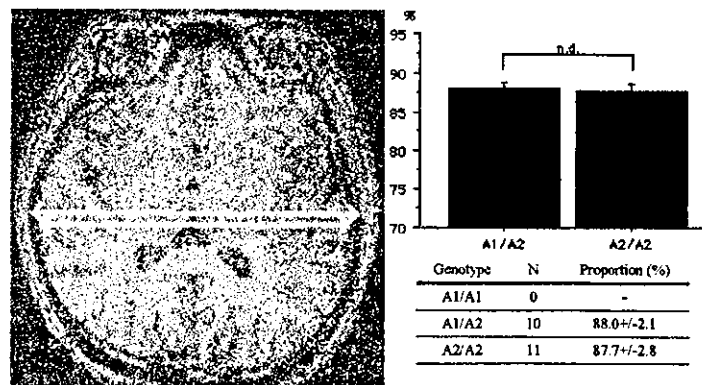 %
95
n.d.
90
85
80
75
70
A1/A2 A2/A2
Genotype N Proportion (%)
A1/A1 0 -
A1/A2 10 88.0+/-2.1
A2/A2 11 87.7+/-2.8